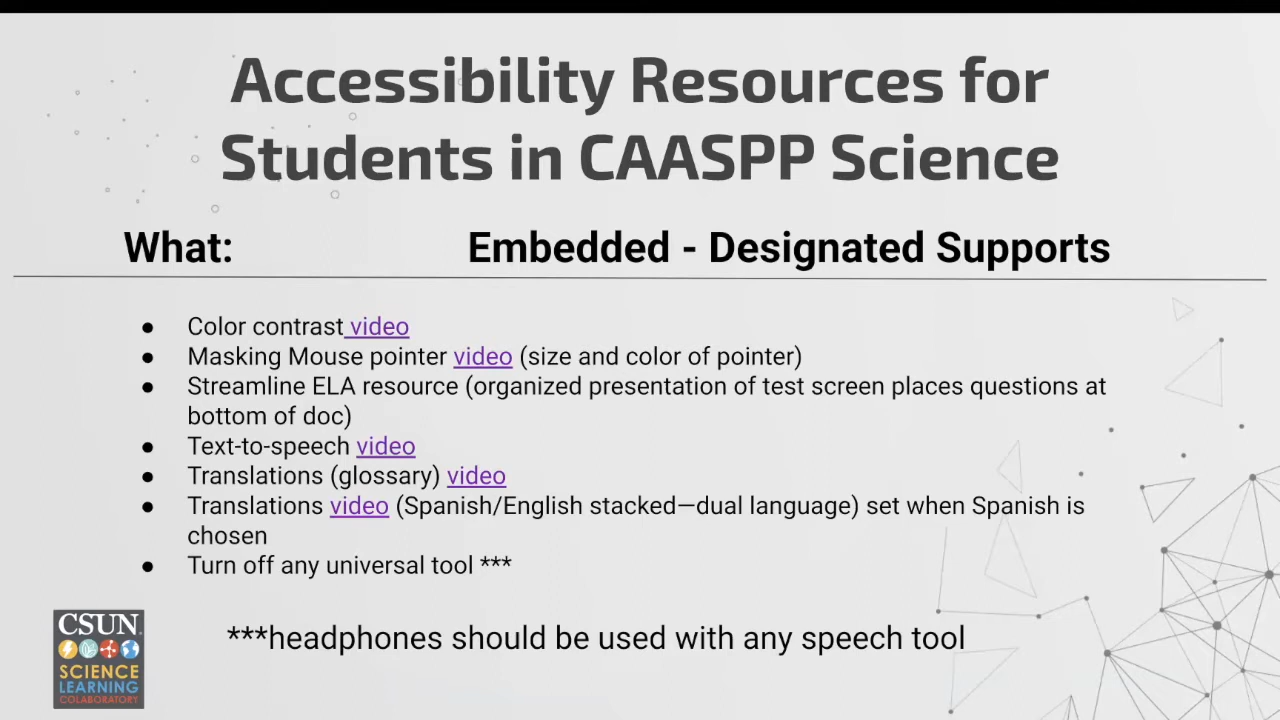 Accessibility Resources for
Students in CAASPP Science
What: Embedded - Designated Supports
● Color contrast video
● Masking Mouse pointer video (size and color of pointer)
● Streamline ELA resource (organized presentation of test screen places questions at
bottom of doc)
● Text-to-speech video
● Translations (glossary) video
● Translations video (Spanish/English stacked—dual language) set when Spanish is
chosen
● Turn off any universal tool ***
***headphones should be used with any speech tool
CSUN
SCIENCE
LEARNING
COLABORATORY